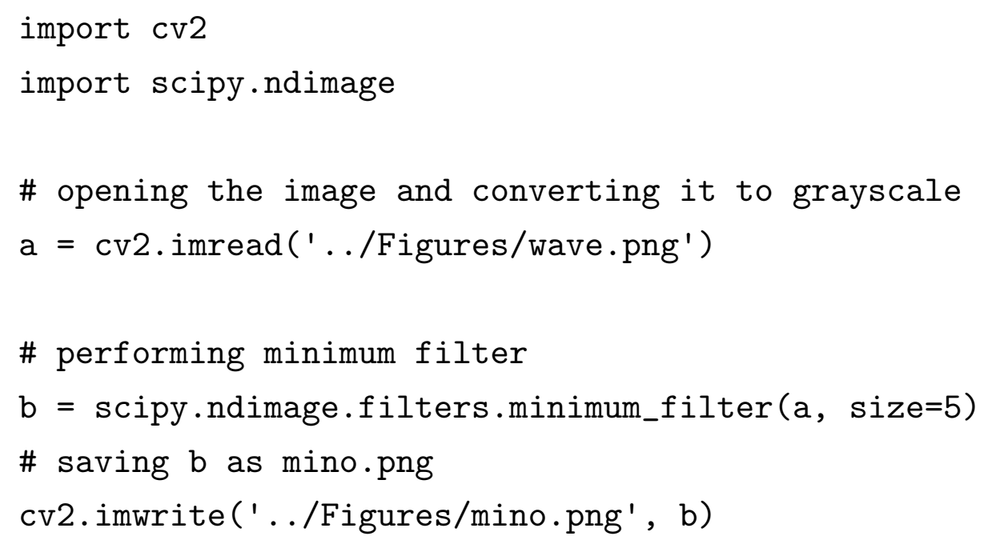 import cv2
import scipy.ndimage
# opening the image and converting it to grayscale
a = cv2.imread('../Figures/wave.png')
# performing minimum filter
b = scipy.ndimage.filters.minimum_filter(a, size=5)
# saving b as mino.png
cv2.imwrite('../Figures/mino.png', b)